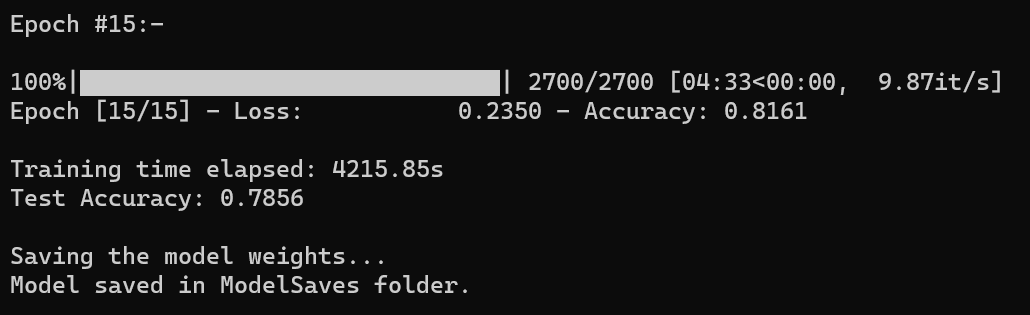 Epoch #15:-
100%|██████████████████████████████| 2700/2700 [04:33<00:00,  9.87it/s]
Epoch [15/15] - Loss:           0.2350 - Accuracy: 0.8161
Training time elapsed: 4215.85s
Test Accuracy: 0.7856
Saving the model weights...
Model saved in ModelSaves folder.